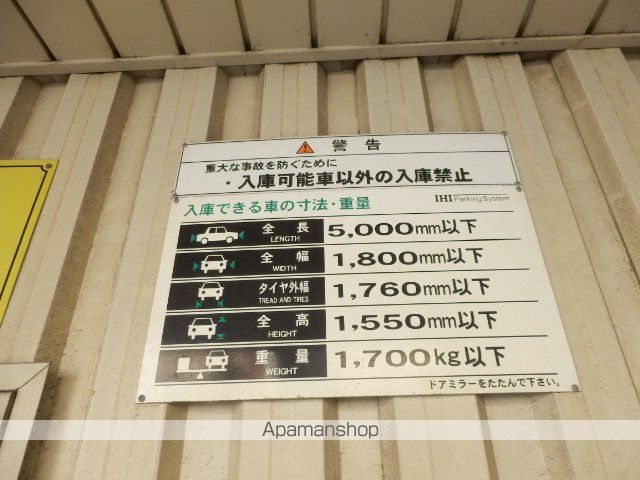 警告
重大な事故を防ぐために
・入庫可能車以外の入庫禁止
入庫できる車の寸法・重量 IHI Parking System
全長 LENGTH 5,000mm以下
全幅 WIDTH 1,800mm以下
タイヤ外幅 TREAD AND TIRES 1,760mm以下
全高 HEIGHT 1,550mm以下
重量 WEIGHT 1,700kg以下
ドアミラーをたたんで下さい。
Apamanshop